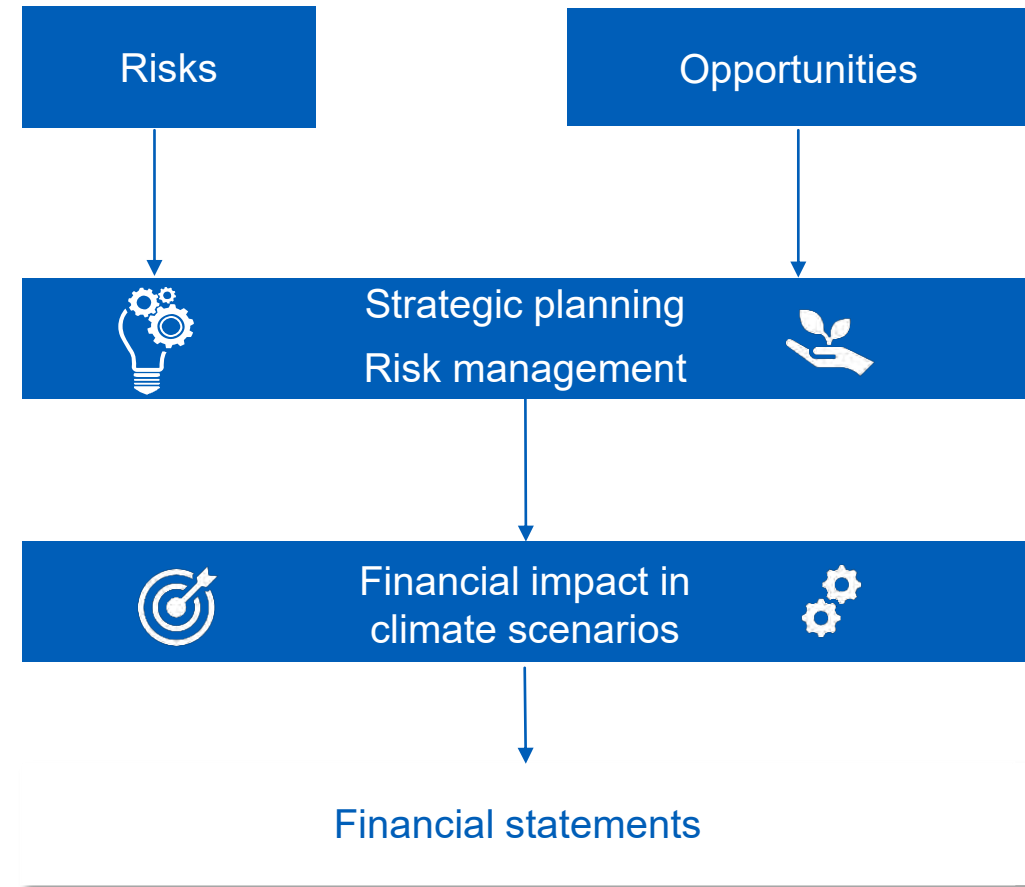 Risks
Opportunities
Strategic planning
Risk management
Financial impact in
climate scenarios
Financial statements